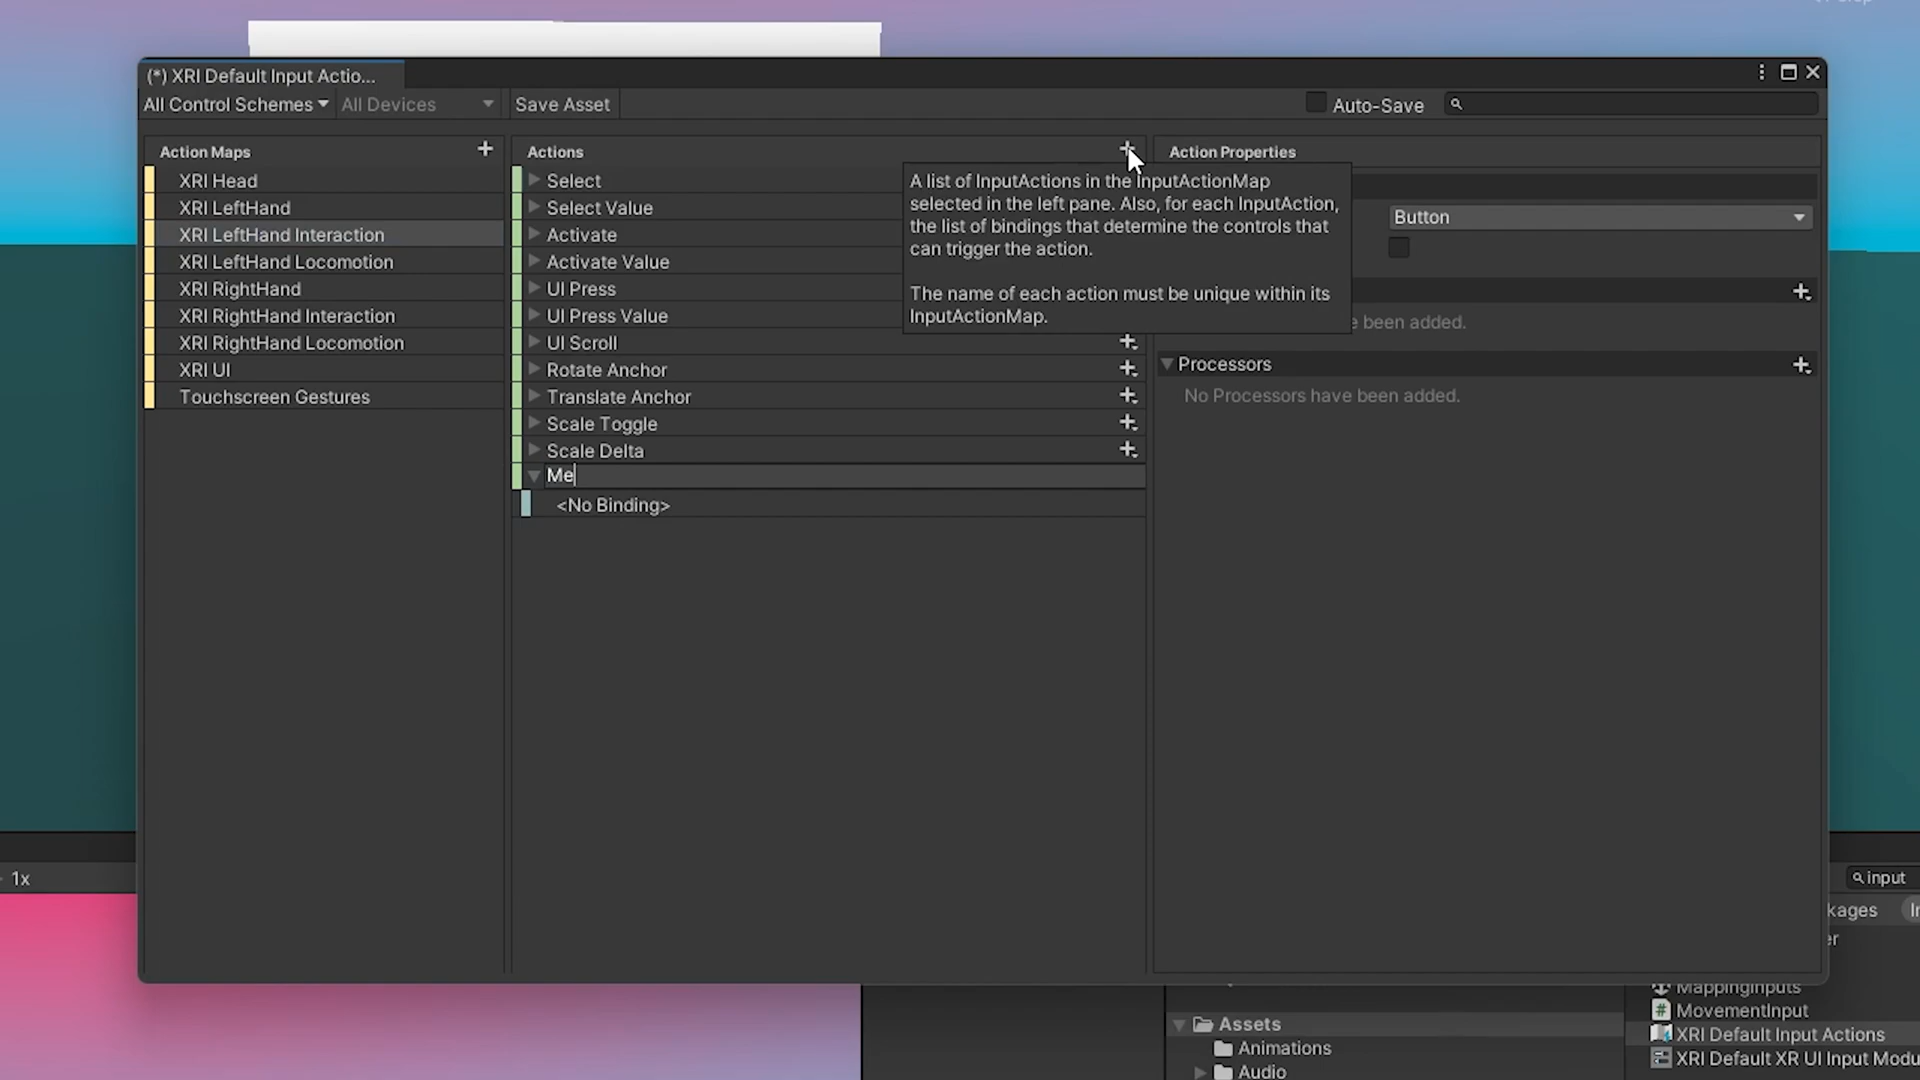 (*) XRI Default Input Actio...
All Control Schemes
All Devices
Save Asset
Auto-Save
Action Maps
XRI Head
XRI LeftHand
XRI LeftHand Interaction
XRI LeftHand Locomotion
XRI RightHand
XRI RightHand Interaction
XRI RightHand Locomotion
XRI UI
Touchscreen Gestures
Actions
Select
Select Value
Activate
Activate Value
UI Press
UI Press Value
UI Scroll
Rotate Anchor
Translate Anchor
Scale Toggle
Scale Delta
Me
<No Binding>
A list of InputActions in the InputActionMap
selected in the left pane. Also, for each InputAction,
the list of bindings that determine the controls that
can trigger the action.
The name of each action must be unique within its
InputActionMap.
Action Properties
Button
e been added.
Processors
No Processors have been added.
1x
input
kages
er
MappingInputs
MovementInput
XRI Default Input Actions
XRI Default XR UI Input Modu
Assets
Animations
Audio